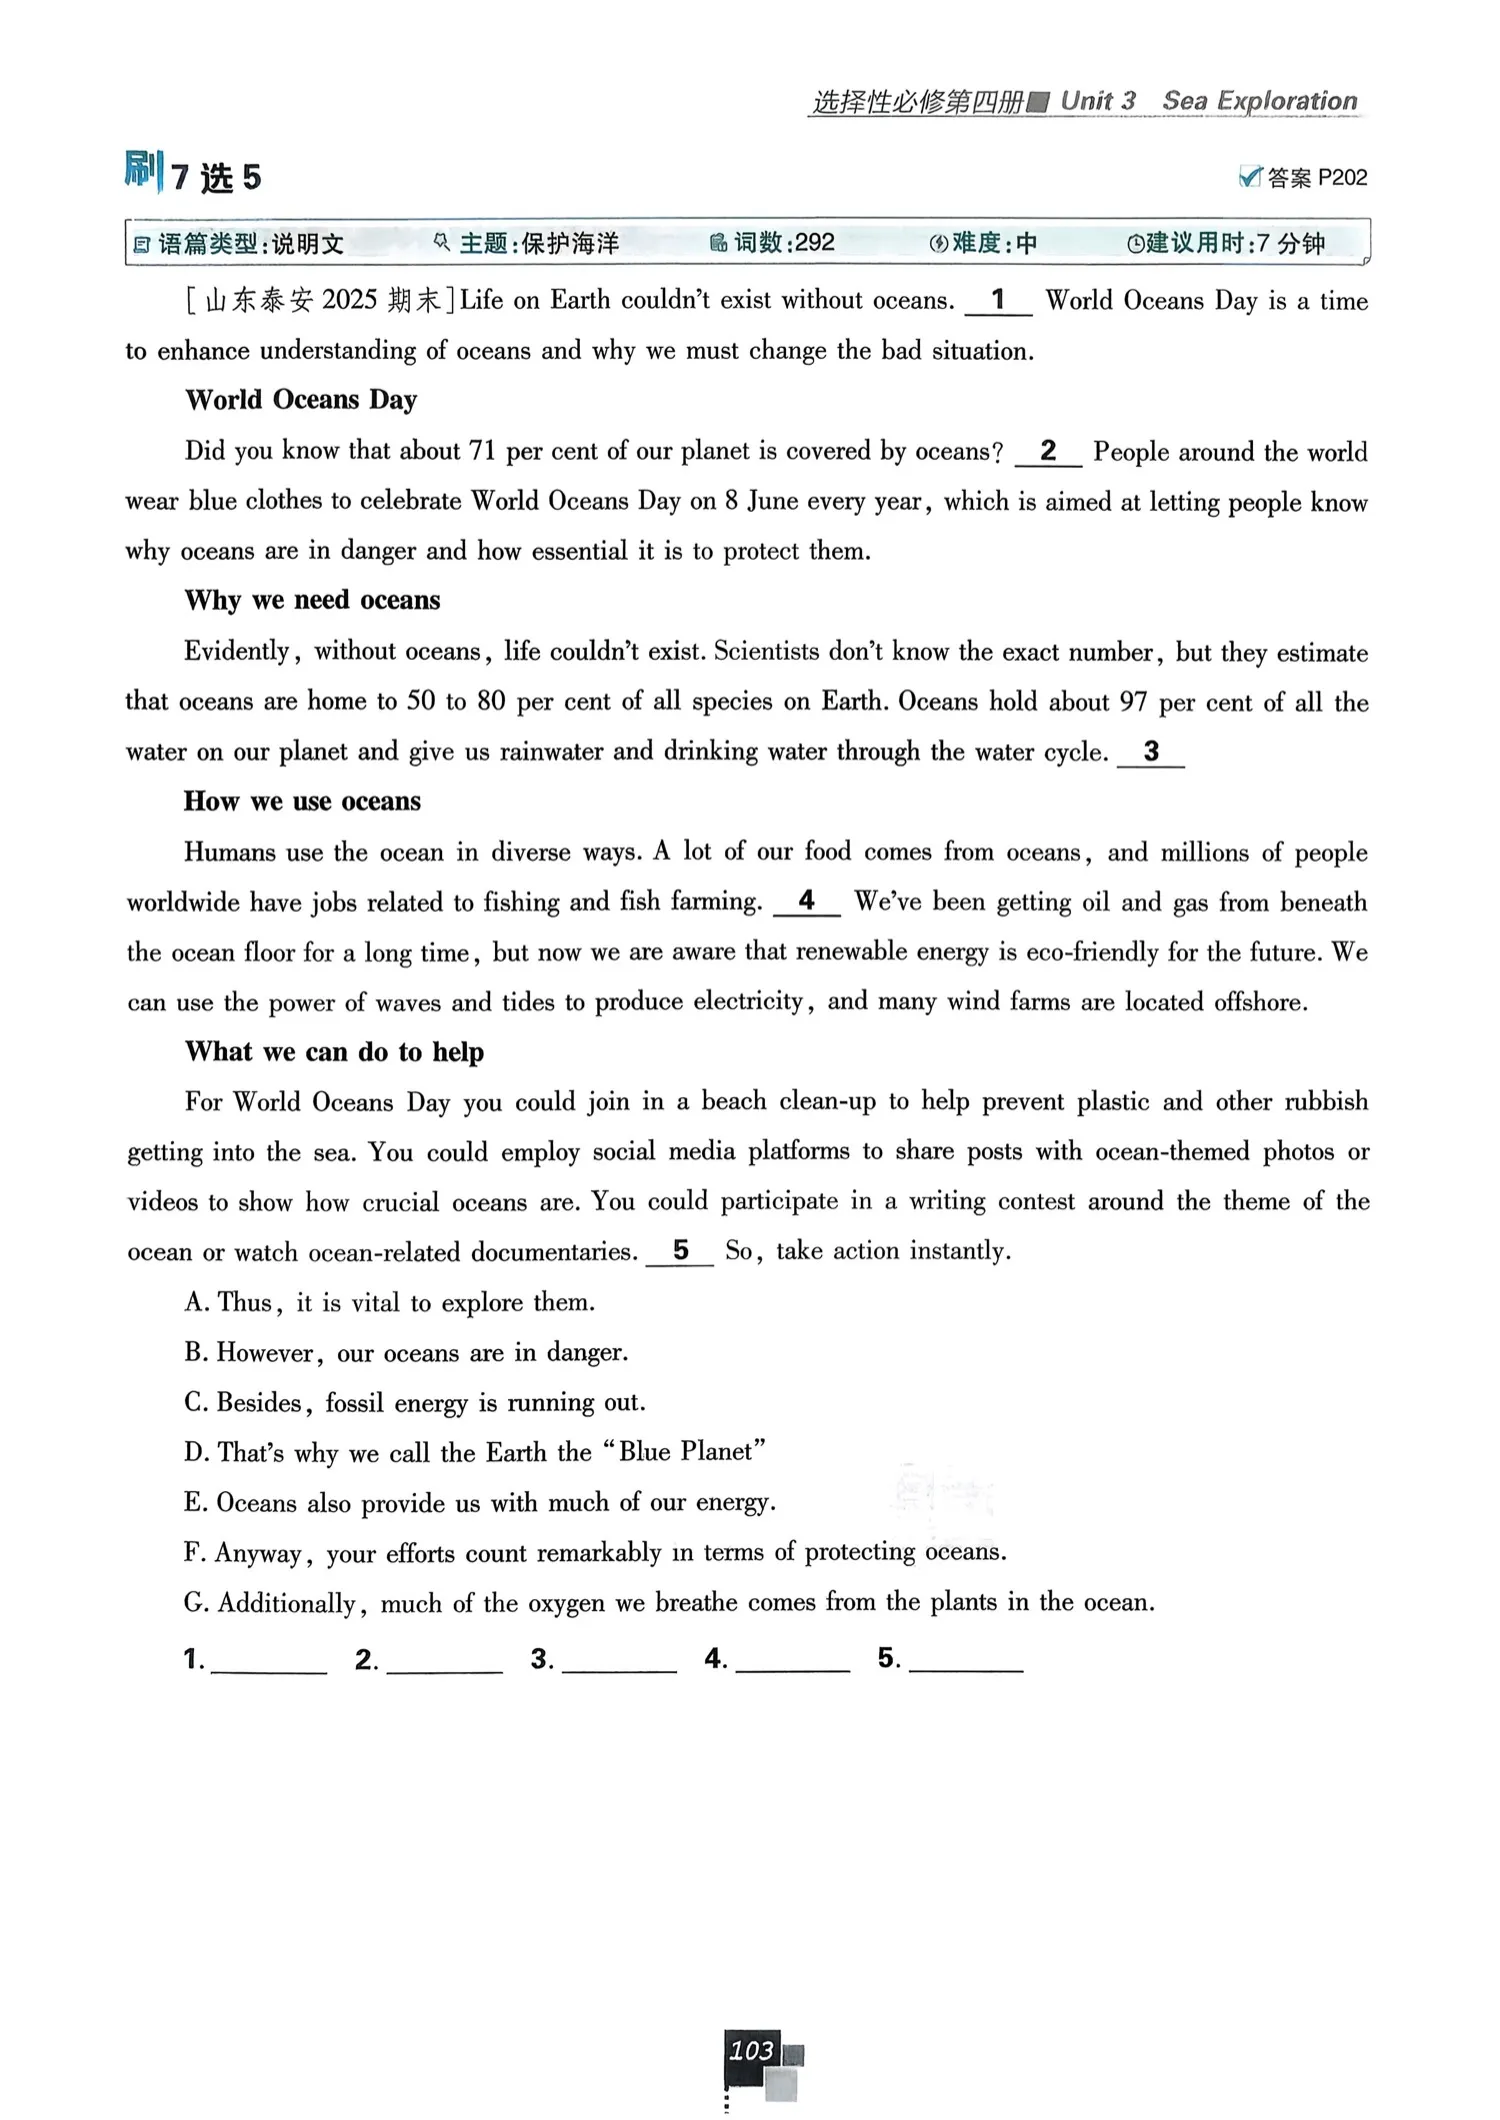 选择性必修第四册 Unit 3 Sea Exploration
刷7选5
答案 P202
语篇类型:说明文 主题:保护海洋 词数:292 难度:中 建议用时:7 分钟
[山东泰安 2025 期末]Life on Earth couldn't exist without oceans. 1 World Oceans Day is a time
to enhance understanding of oceans and why we must change the bad situation.
World Oceans Day
Did you know that about 71 per cent of our planet is covered by oceans? 2 People around the world
wear blue clothes to celebrate World Oceans Day on 8 June every year, which is aimed at letting people know
why oceans are in danger and how essential it is to protect them.
Why we need oceans
Evidently, without oceans, life couldn't exist. Scientists don't know the exact number, but they estimate
that oceans are home to 50 to 80 per cent of all species on Earth. Oceans hold about 97 per cent of all the
water on our planet and give us rainwater and drinking water through the water cycle. 3
How we use oceans
Humans use the ocean in diverse ways. A lot of our food comes from oceans, and millions of people
worldwide have jobs related to fishing and fish farming. 4 We've been getting oil and gas from beneath
the ocean floor for a long time, but now we are aware that renewable energy is eco-friendly for the future. We
can use the power of waves and tides to produce electricity, and many wind farms are located offshore.
What we can do to help
For World Oceans Day you could join in a beach clean-up to help prevent plastic and other rubbish
getting into the sea. You could employ social media platforms to share posts with ocean-themed photos or
videos to show how crucial oceans are. You could participate in a writing contest around the theme of the
ocean or watch ocean-related documentaries. 5 So, take action instantly.
A. Thus, it is vital to explore them.
B. However, our oceans are in danger.
C. Besides, fossil energy is running out.
D. That's why we call the Earth the "Blue Planet"
E. Oceans also provide us with much of our energy.
F. Anyway, your efforts count remarkably in terms of protecting oceans.
G. Additionally, much of the oxygen we breathe comes from the plants in the ocean.
1. ________ 2. ________ 3. ________ 4. ________ 5. ________
103